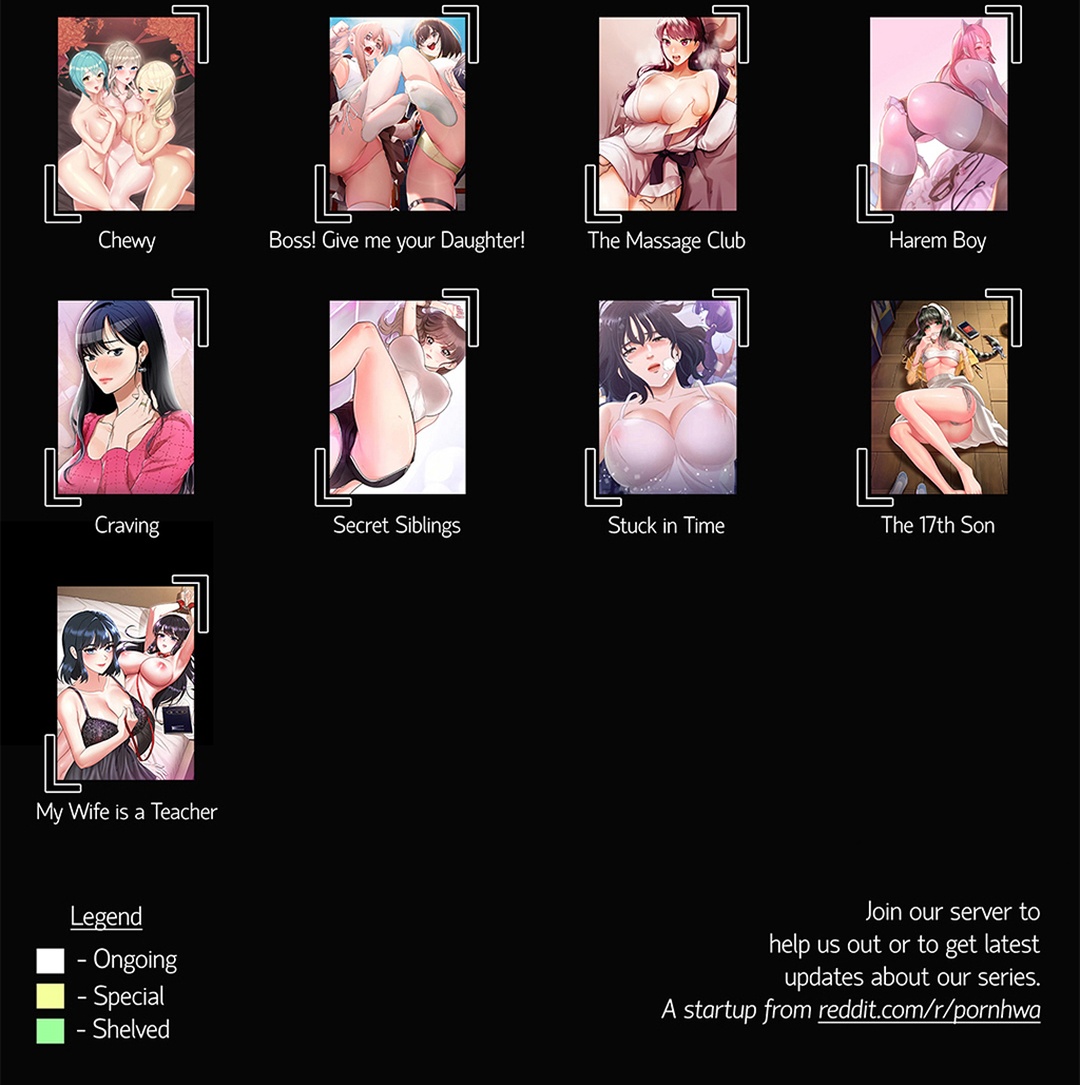 Chewy
Boss! Give me your Daughter!
The Massage Club
Harem Boy
Craving
Secret Siblings
Stuck in Time
The 17th Son
My Wife is a Teacher
Legend
- Ongoing
- Special
- Shelved
Join our server to
help us out or to get latest
updates about our series.
A startup from reddit.com/r/pornhwa